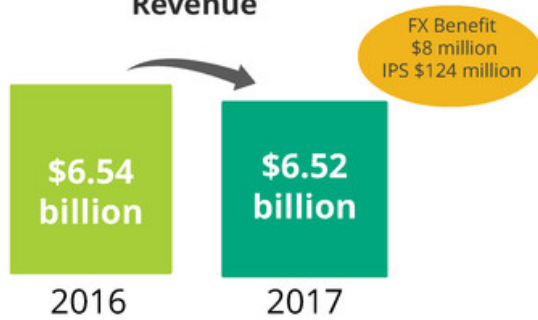 Revenue
FX Benefit
$8 million
IPS $124 million
$6.54
billion
$6.52
billion
2016
2017